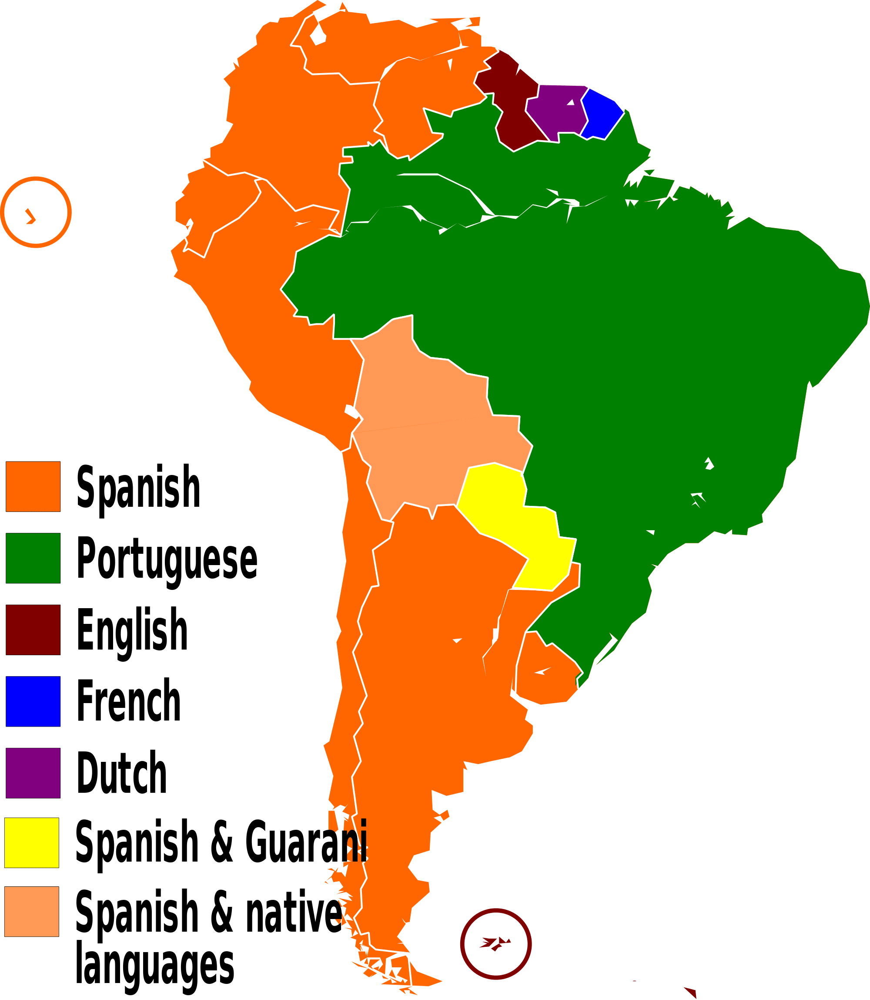 Spanish
Portuguese
English
French
Dutch
Spanish & Guarani
Spanish & native
languages